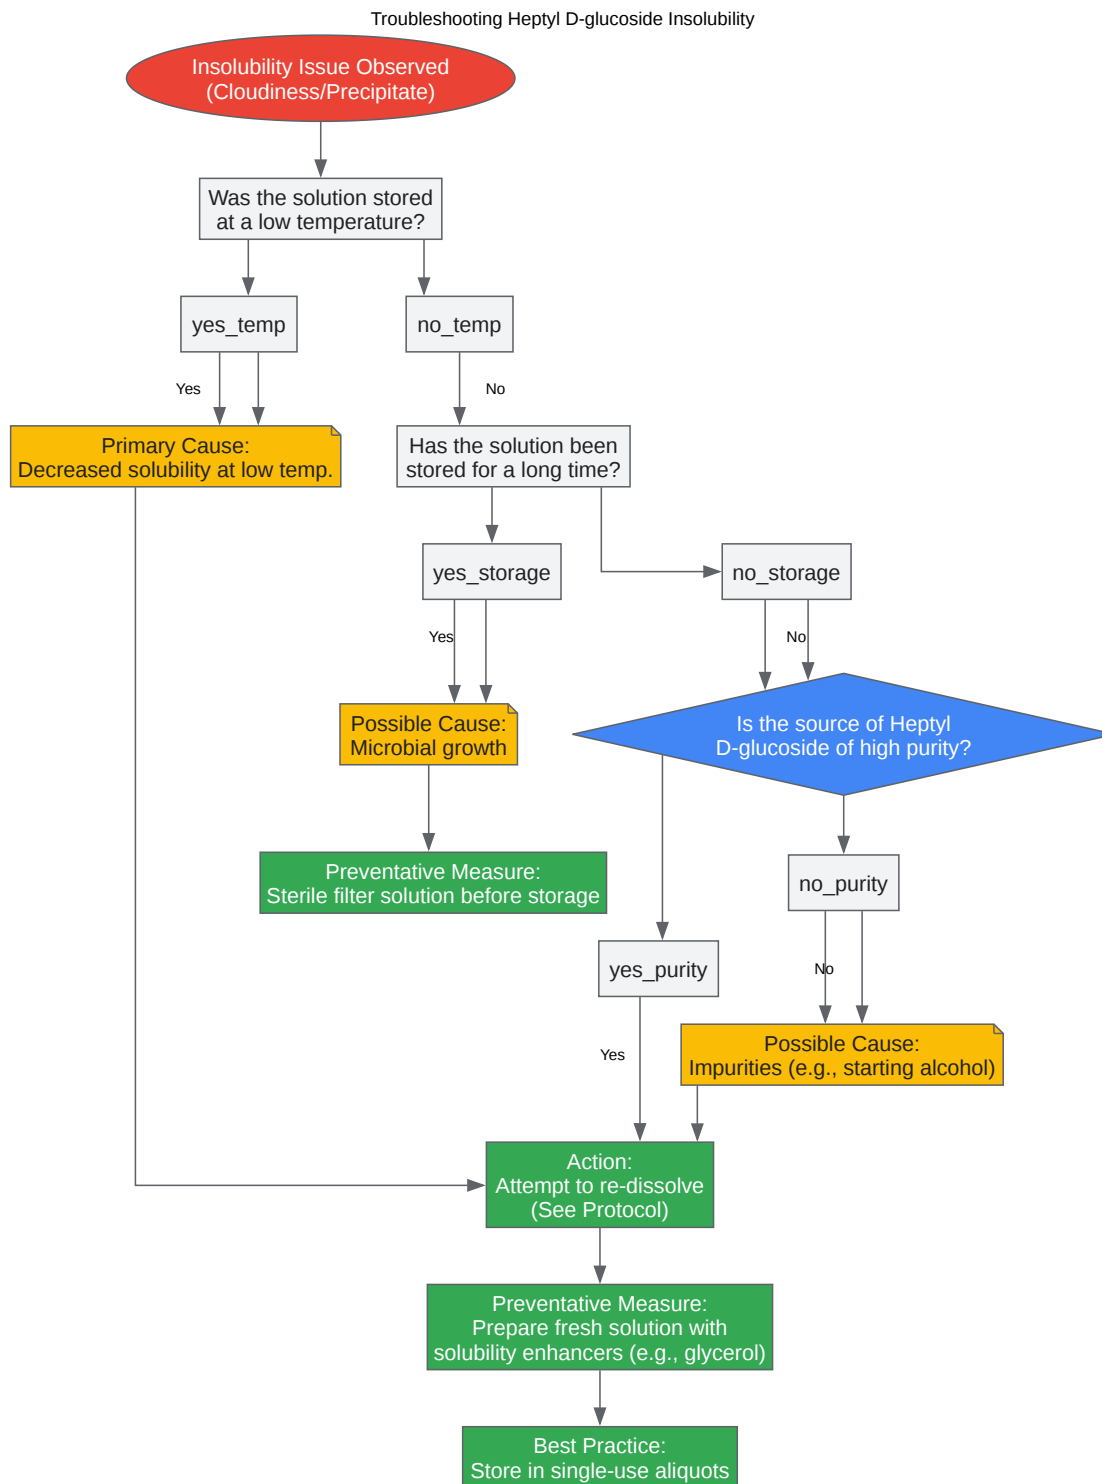 Troubleshooting Heptyl D-glucoside Insolubility
Insolubility Issue Observed
(Cloudiness/Precipitate)
Was the solution stored
at a low temperature?
yes_temp
no_temp
Yes
No
Primary Cause:
Decreased solubility at low temp.
Has the solution been
stored for a long time?
yes_storage
no_storage
Yes
No
Possible Cause:
Microbial growth
Is the source of Heptyl
D-glucoside of high purity?
Preventative Measure:
Sterile filter solution before storage
no_purity
yes_purity
No
Yes
Possible Cause:
Impurities (e.g., starting alcohol)
Action:
Attempt to re-dissolve
(See Protocol)
Preventative Measure:
Prepare fresh solution with
solubility enhancers (e.g., glycerol)
Best Practice:
Store in single-use aliquots